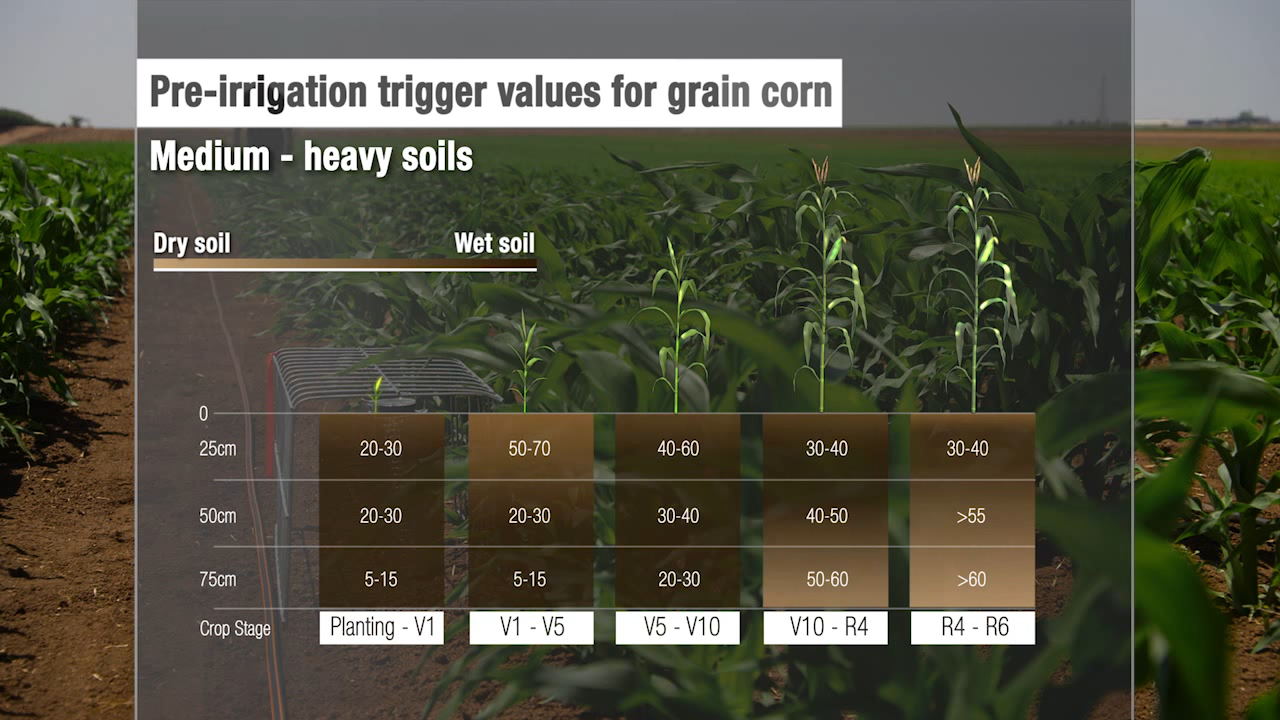 Pre-irrigation trigger values for grain corn
Medium - heavy soils
Dry soil Wet soil
0
25cm 20-30 50-70 40-60 30-40 30-40
50cm 20-30 20-30 30-40 40-50 >55
75cm 5-15 5-15 20-30 50-60 >60
Crop Stage Planting - V1 V1 - V5 V5 - V10 V10 - R4 R4 - R6